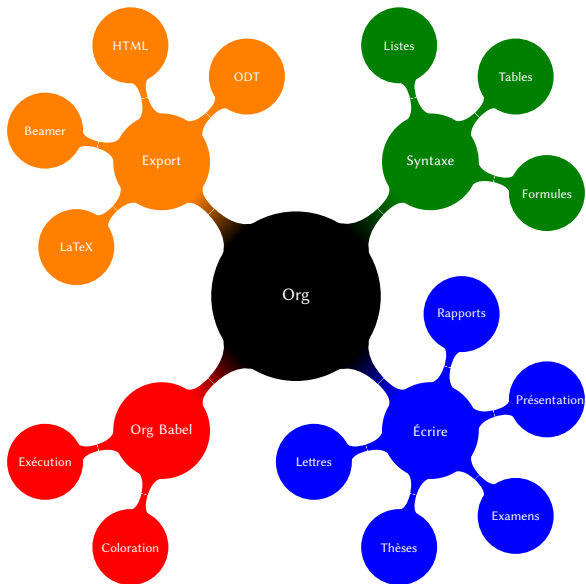 HTML
Listes
ODT
Tables
Beamer
Export
Syntaxe
Formules
LaTeX
Org
Rapports
Présentation
Org Babel
Écrire
Exécution
Lettres
Examens
Coloration
Thèses